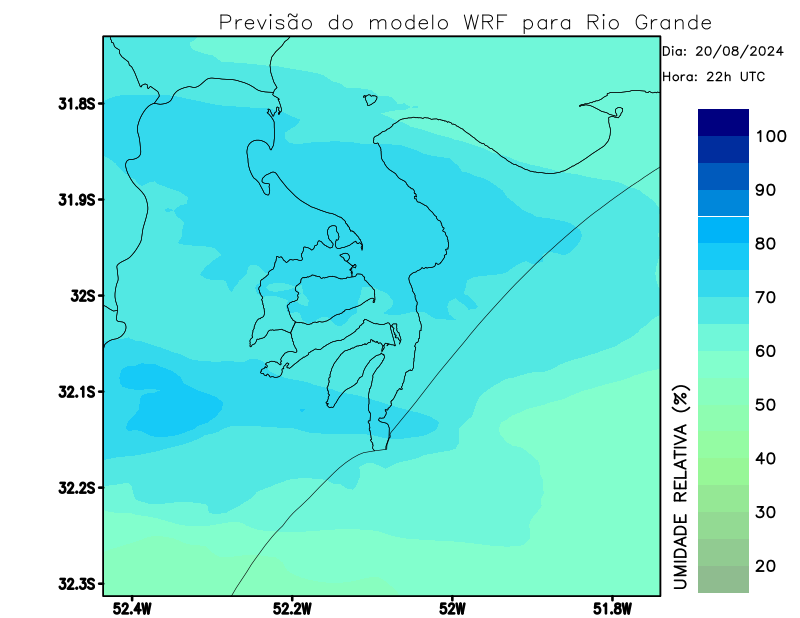 Previsão do modelo WRF para Rio Grande
Dia: 20/08/2024
Hora: 22h UTC
31.8S
31.9S
32S
32.1S
32.2S
32.3S
52.4W
52.2W
52W
51.8W
100
90
80
70
60
50
40
30
20
UMIDADE RELATIVA (%)